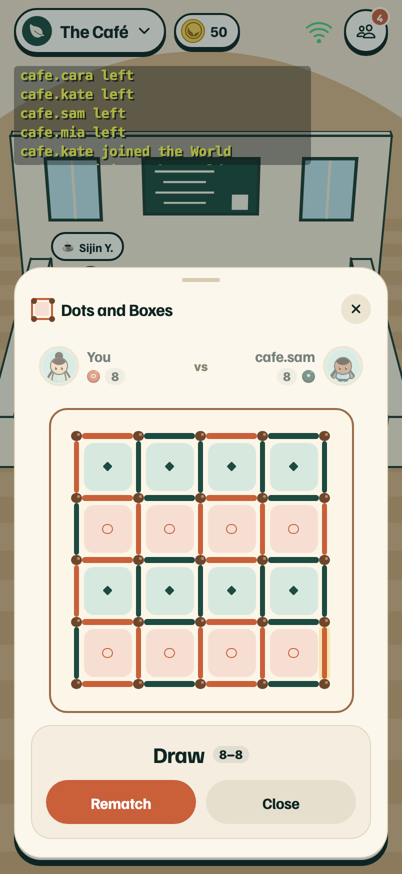 The Café
50
4
cafe.cara left
cafe.kate left
cafe.sam left
cafe.mia left
cafe.kate joined the World
Sijin Y.
Dots and Boxes
You
8
vs
cafe.sam
8
Draw 8–8
Rematch
Close